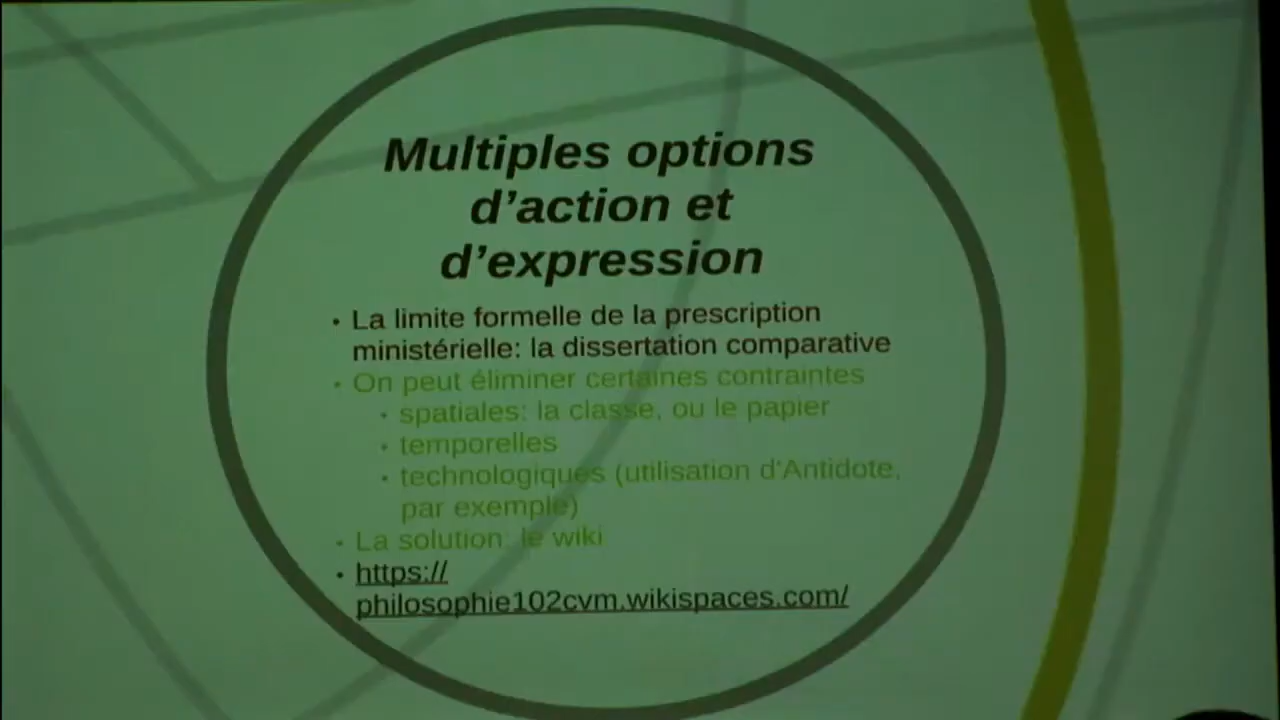 Multiples options
d'action et
d'expression
• La limite formelle de la prescription
ministérielle: la dissertation comparative
• On peut éliminer certaines contraintes
• spatiales: la classe, ou le papier
• temporelles
• technologiques (utilisation d'Antidote,
par exemple)
• La solution: le wiki
• https://
philosophie102cvm.wikispaces.com/